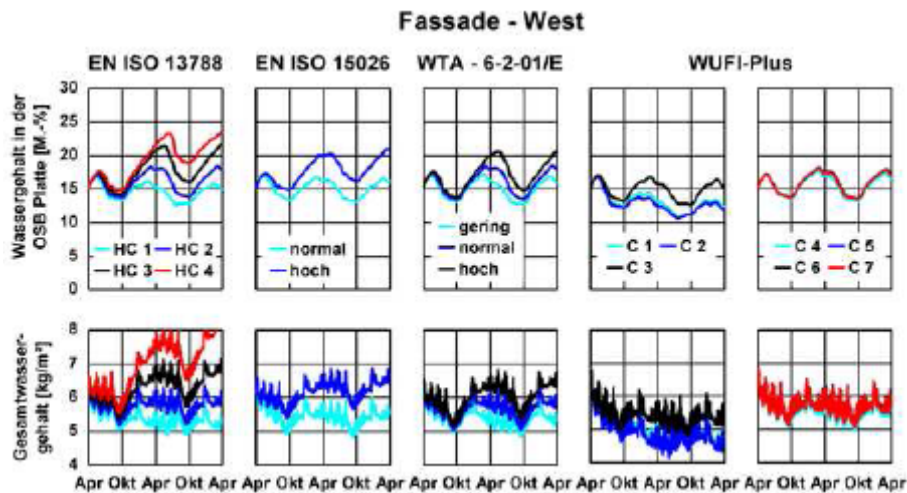 Fassade - West
EN ISO 13788 EN ISO 15026 WTA - 6-2-01/E WUFI-Plus
Wassergehalt in der
OSB Platte [M.-%]
30
25
20
15
10
5
0
HC 1 HC 2
HC 3 HC 4
normal
hoch
gering
normal
hoch
C 1 C 2
C 3
C 4 C 5
C 6 C 7
Gesamtwasser-
gehalt [kg/m²]
8
7
6
5
4
Apr Okt Apr Okt Apr
Apr Okt Apr Okt Apr
Apr Okt Apr Okt Apr
Apr Okt Apr Okt Apr
Apr Okt Apr Okt Apr